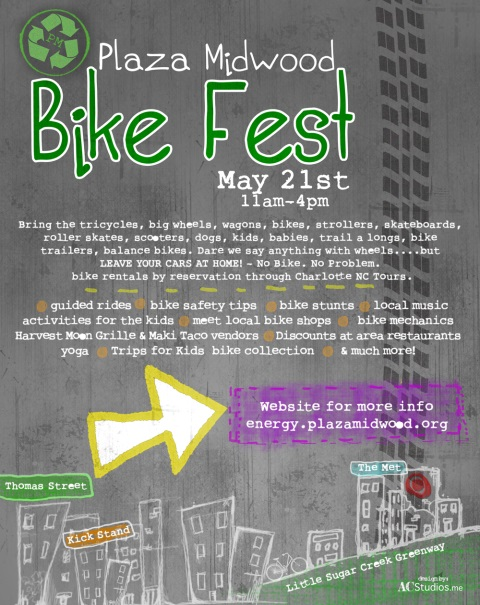 PM
Plaza Midwood
Bike Fest
May 21st
11am-4pm
Bring the tricycles, big wheels, wagons, bikes, strollers, skateboards,
roller skates, scooters, dogs, kids, babies, trail a longs, bike
trailers, balance bikes. Dare we say anything with wheels....but
LEAVE YOUR CARS AT HOME! - No Bike. No Problem.
bike rentals by reservation through Charlotte NC Tours.
guided rides bike safety tips bike stunts local music
activities for the kids meet local bike shops bike mechanics
Harvest Moon Grille & Maki Taco vendors Discounts at area restaurants
yoga Trips for Kids bike collection & much more!
Website for more info
energy.plazamidwood.org
The Met
Thomas Street
Kick Stand
Little Sugar Creek Greenway
design by:
ACStudios.me